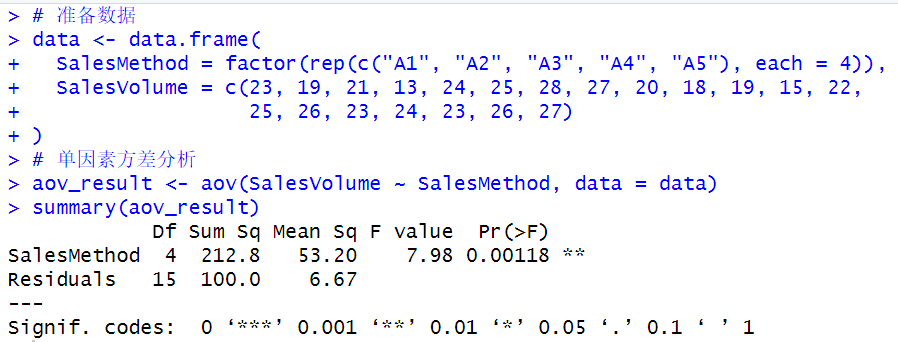 > # 准备数据
> data <- data.frame(
+   SalesMethod = factor(rep(c("A1", "A2", "A3", "A4", "A5"), each = 4)),
+   SalesVolume = c(23, 19, 21, 13, 24, 25, 28, 27, 20, 18, 19, 15, 22,
+                   25, 26, 23, 24, 23, 26, 27)
+ )
> # 单因素方差分析
> aov_result <- aov(SalesVolume ~ SalesMethod, data = data)
> summary(aov_result)
            Df Sum Sq Mean Sq F value  Pr(>F)
SalesMethod  4  212.8   53.20    7.98 0.00118 **
Residuals   15  100.0    6.67
---
Signif. codes:  0 ‘***’ 0.001 ‘**’ 0.01 ‘*’ 0.05 ‘.’ 0.1 ‘ ’ 1